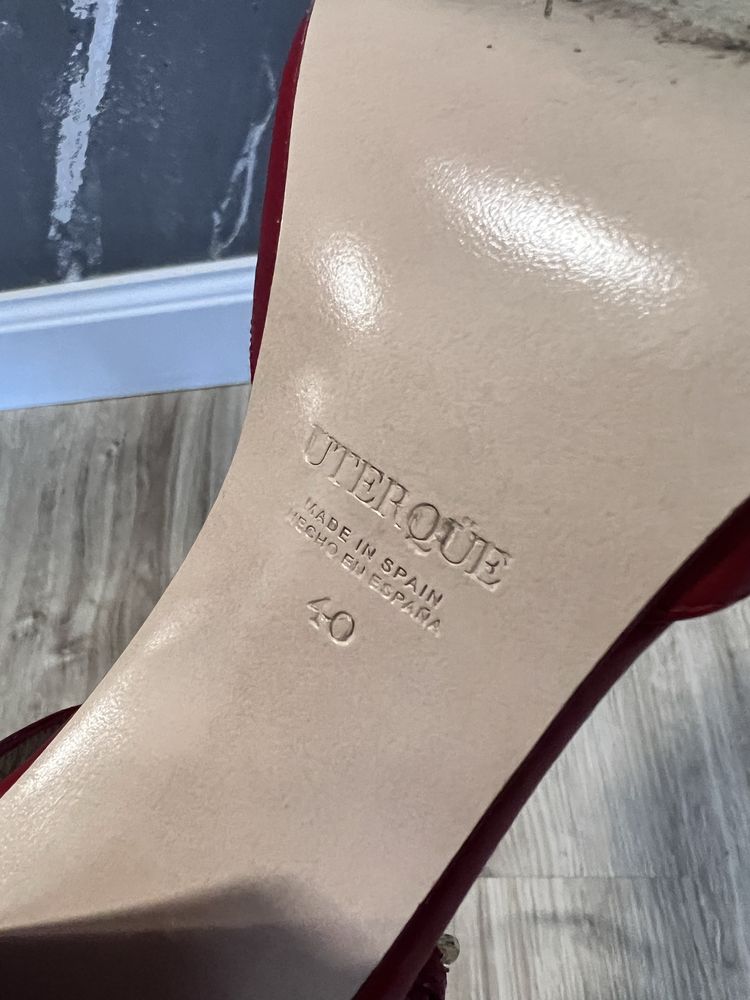 UTERQÜE
MADE IN SPAIN
HECHO EN ESPAÑA
40